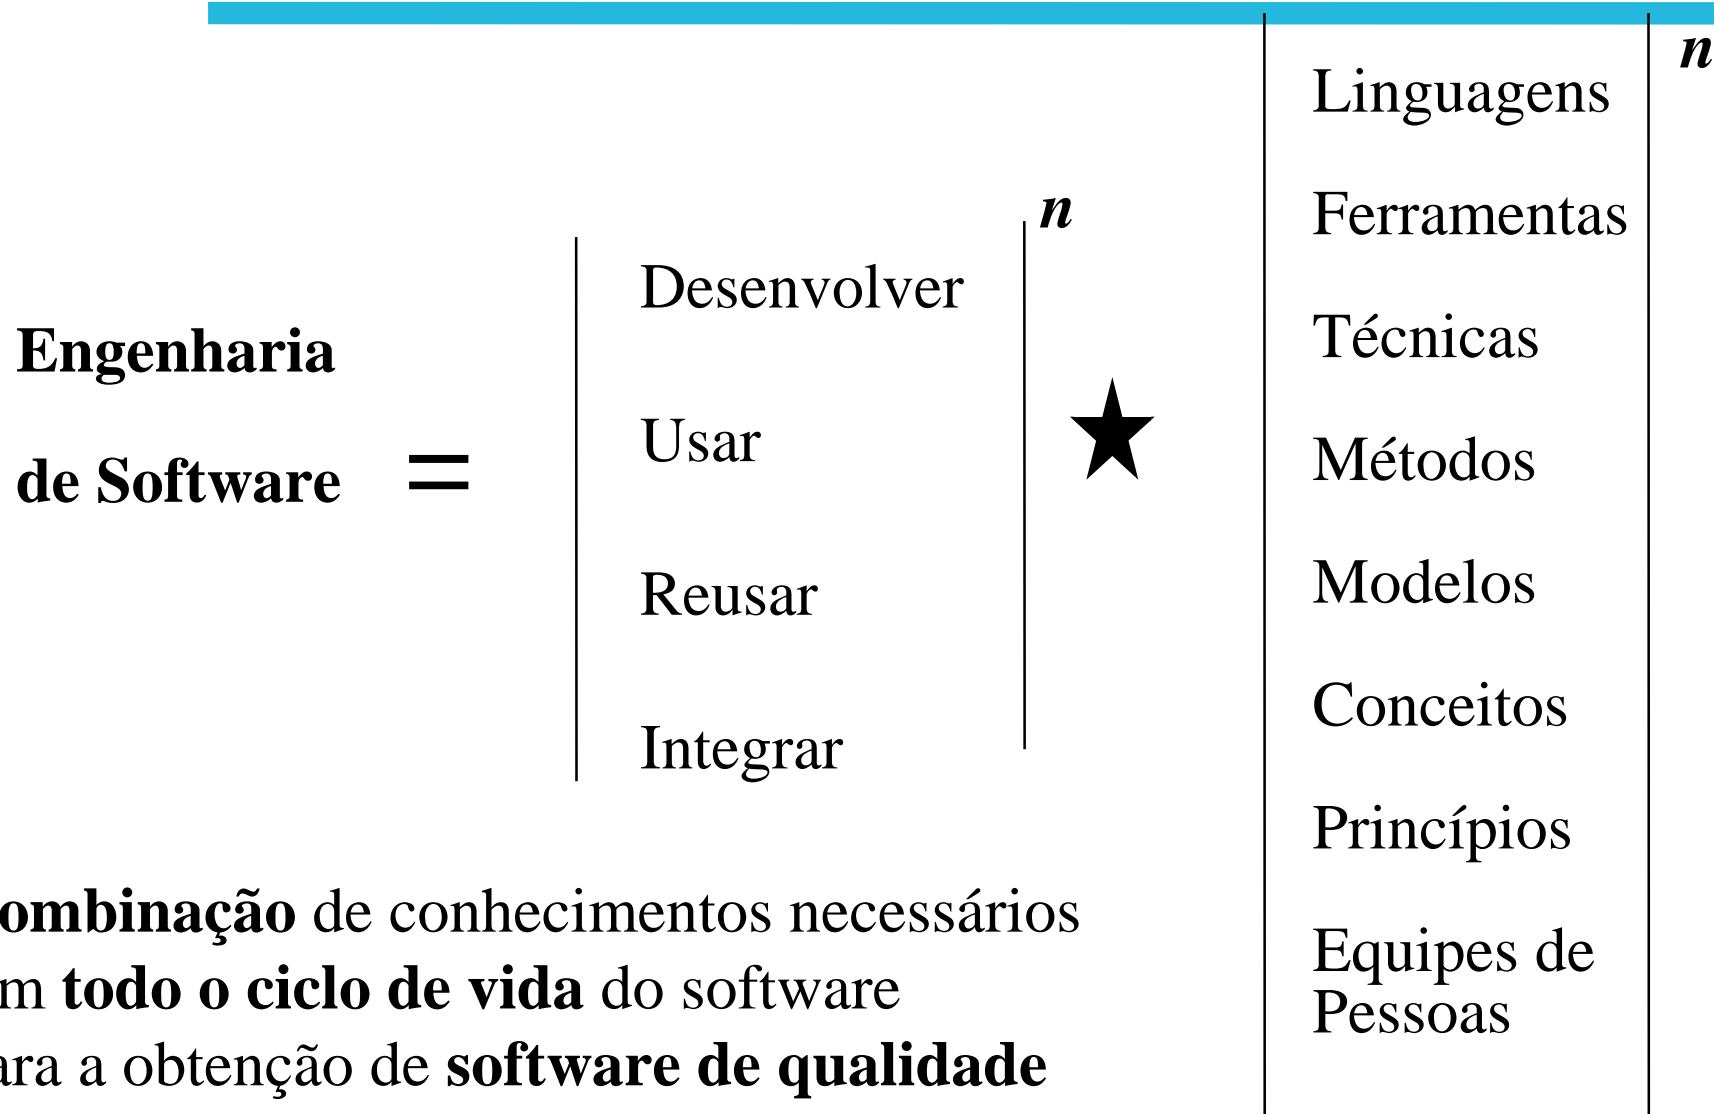 Engenharia
de Software =
n
Desenvolver
Usar
Reusar
Integrar
n
Linguagens
Ferramentas
Técnicas
Métodos
Modelos
Conceitos
Princípios
Equipes de
Pessoas
ombinação de conhecimentos necessários
m todo o ciclo de vida do software
ara a obtenção de software de qualidade